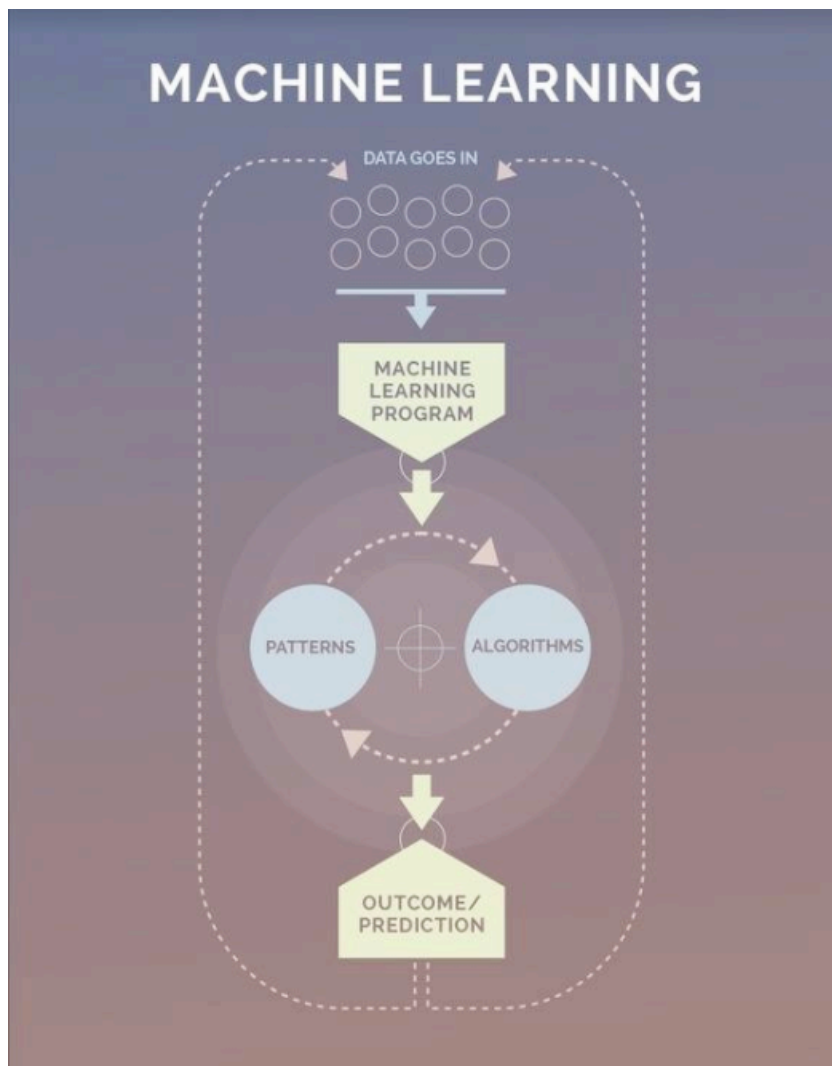 MACHINE LEARNING
DATA GOES IN
MACHINE
LEARNING
PROGRAM
PATTERNS
ALGORITHMS
OUTCOME/
PREDICTION